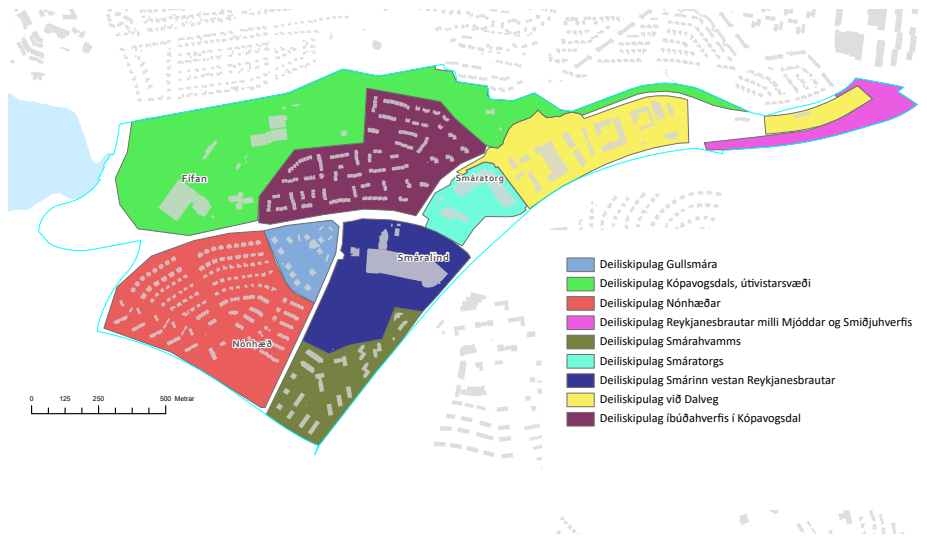 Fífan
Smáratorg
Smáralind
Nónhæð
Deiliskipulag Gullsmára
Deiliskipulag Kópavogsdals, útivistarsvæði
Deiliskipulag Nónhæðar
Deiliskipulag Reykjanesbrautar milli Mjóddar og Smiðjuhverfis
Deiliskipulag Smárahvamms
Deiliskipulag Smáratorgs
Deiliskipulag Smárinn vestan Reykjanesbrautar
Deiliskipulag við Dalveg
Deiliskipulag íbúðahverfis í Kópavogsdal
0 125 250 500 Metrar